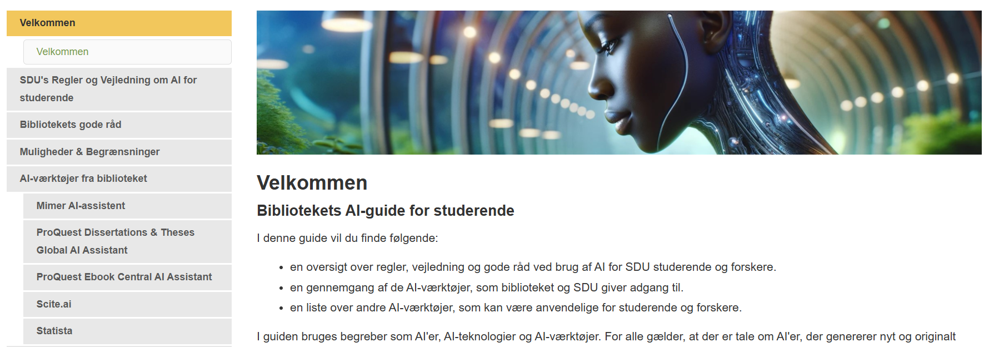 Velkommen
Velkommen
SDU's Regler og Vejledning om AI for
studerende
Bibliotekets gode råd
Muligheder & Begrænsninger
AI-værktøjer fra biblioteket
Mimer AI-assistent
ProQuest Dissertations & Theses
Global AI Assistant
ProQuest Ebook Central AI Assistant
Scite.ai
Statista
Velkommen
Bibliotekets AI-guide for studerende
I denne guide vil du finde følgende:
• en oversigt over regler, vejledning og gode råd ved brug af AI for SDU studerende og forskere.
• en gennemgang af de AI-værktøjer, som biblioteket og SDU giver adgang til.
• en liste over andre AI-værktøjer, som kan være anvendelige for studerende og forskere.
I guiden bruges begreber som AI'er, AI-teknologier og AI-værktøjer. For alle gælder, at der er tale om AI'er, der genererer nyt og originalt